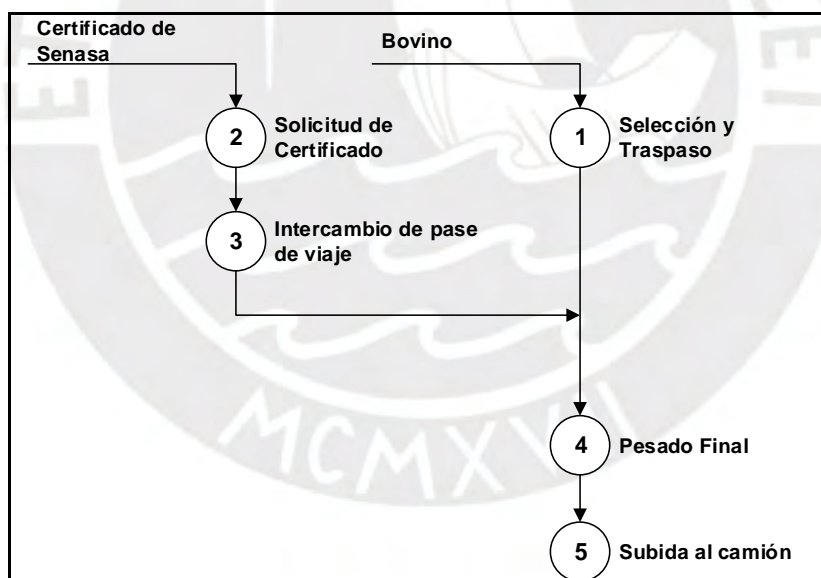 Certificado de
Senasa
Bovino
2
Solicitud de
Certificado
1
Selección y
Traspaso
3
Intercambio de pase
de viaje
4
Pesado Final
5
Subida al camión
MCMXVII